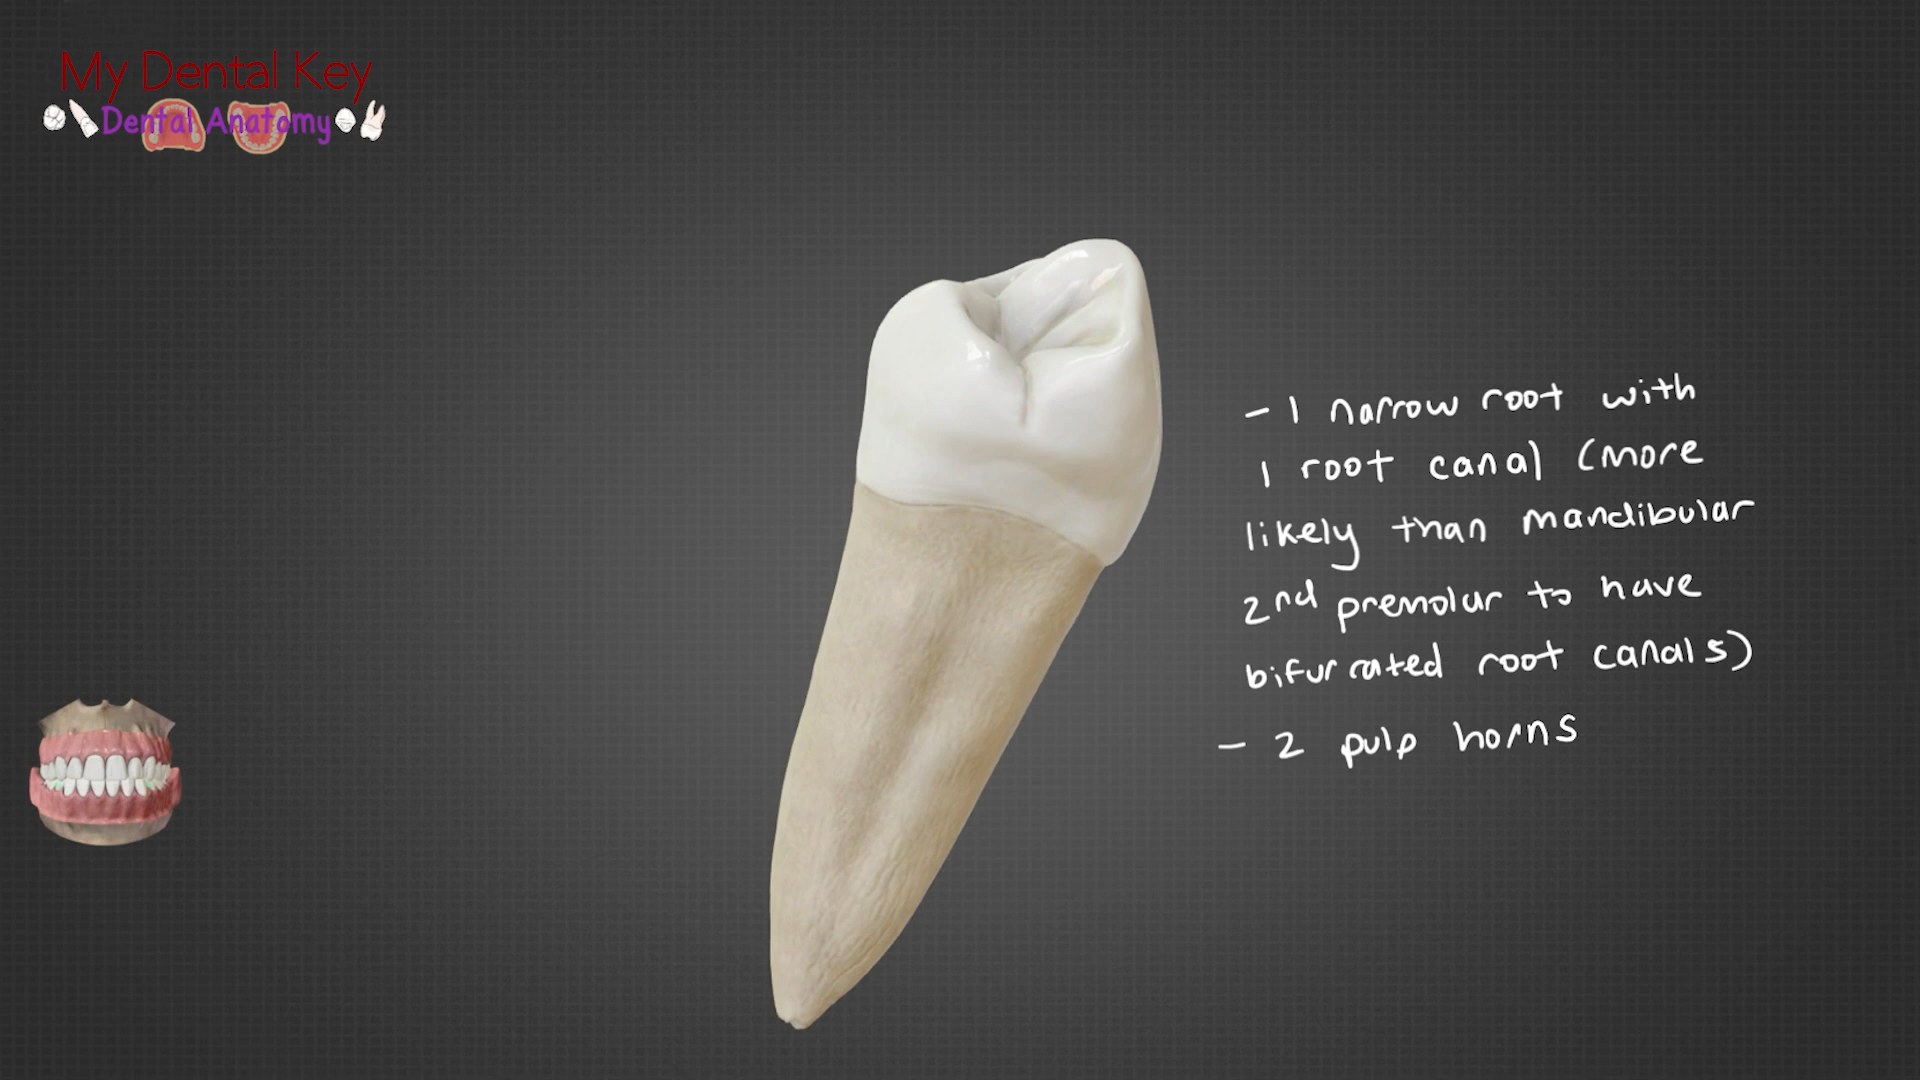 My Dental Key
Dental Anatomy
- 1 narrow root with
1 root canal (more
likely than mandibular
2nd premolar to have
bifurcated root canals)
- 2 pulp horns